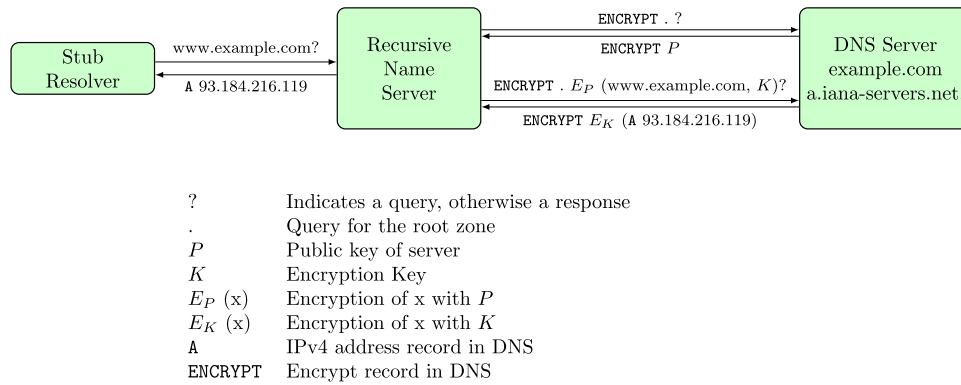 Stub
Resolver
www.example.com?
A 93.184.216.119
Recursive
Name
Server
ENCRYPT . ?
ENCRYPT P
ENCRYPT . E_P (www.example.com, K)?
ENCRYPT E_K (A 93.184.216.119)
DNS Server
example.com
a.iana-servers.net
? Indicates a query, otherwise a response
. Query for the root zone
P Public key of server
K Encryption Key
E_P (x) Encryption of x with P
E_K (x) Encryption of x with K
A IPv4 address record in DNS
ENCRYPT Encrypt record in DNS